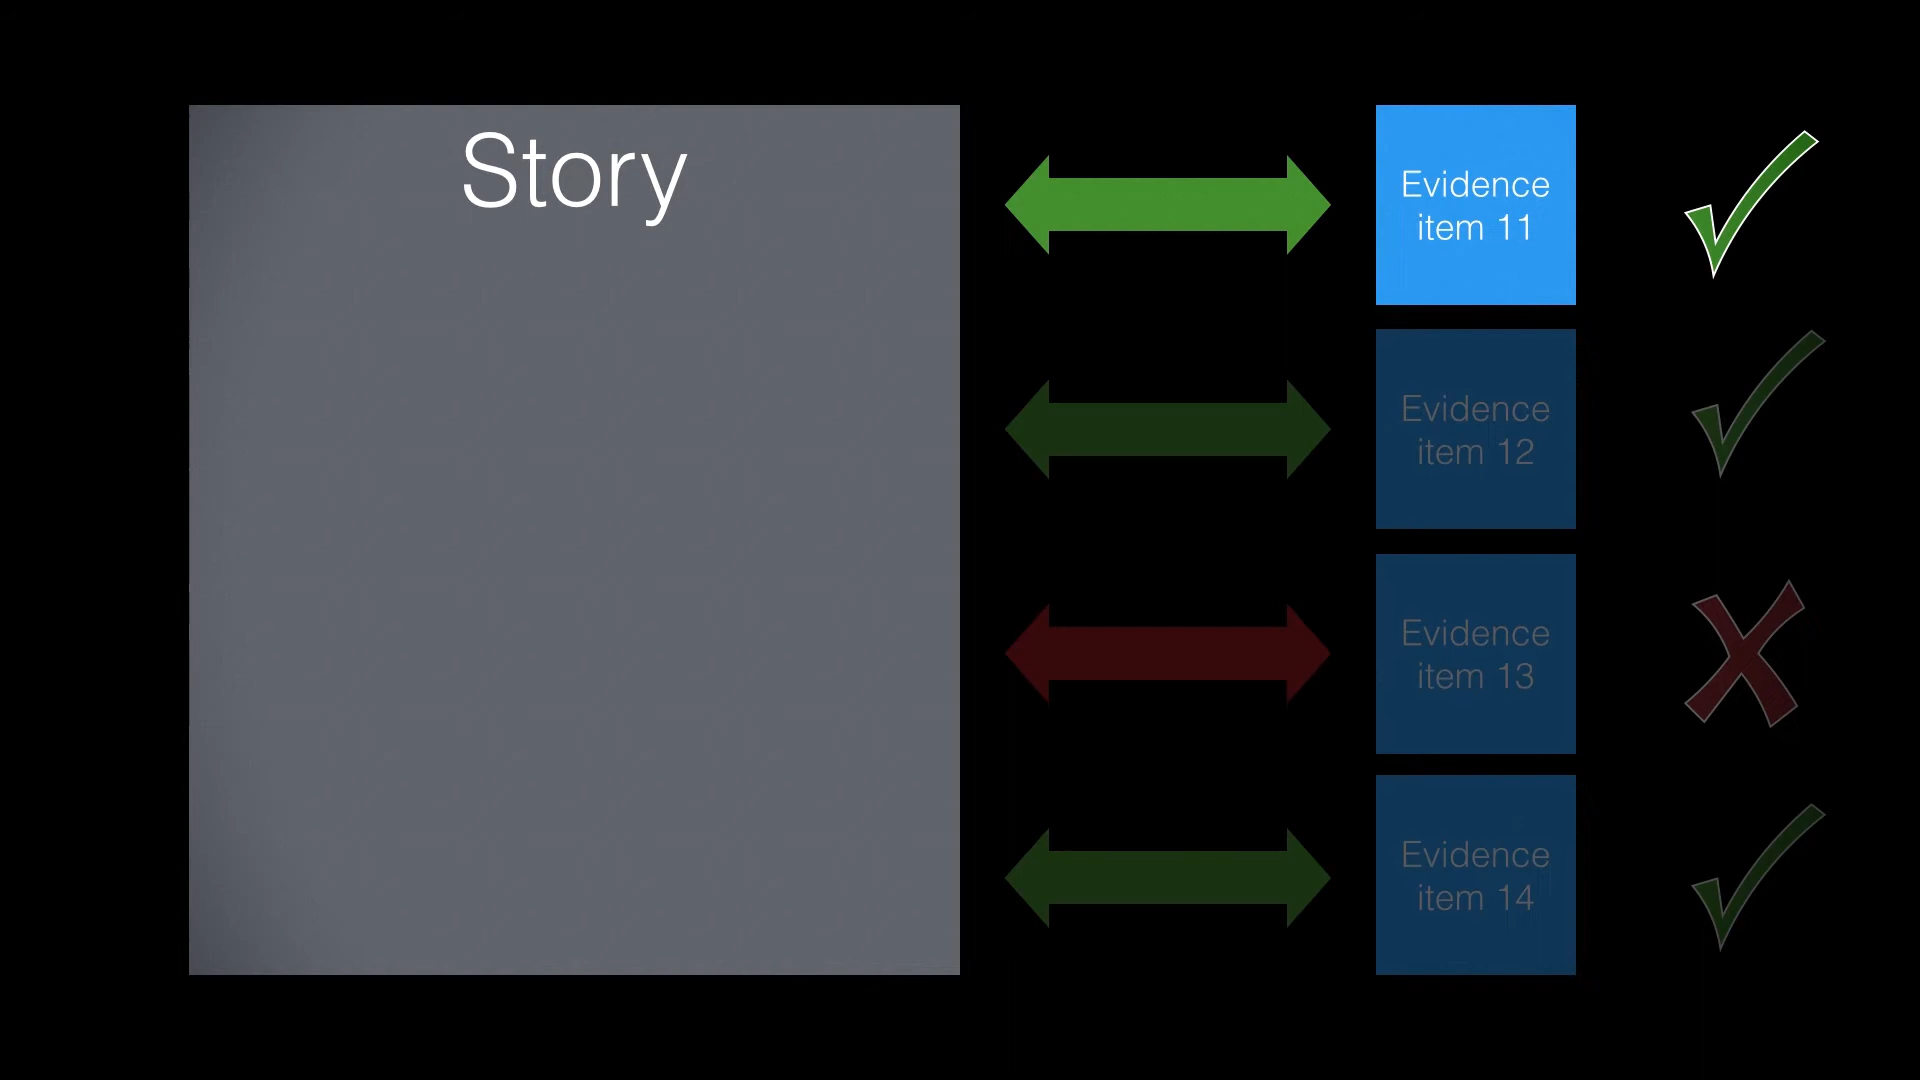 Story
Evidence
item 11
Evidence
item 12
Evidence
item 13
Evidence
item 14